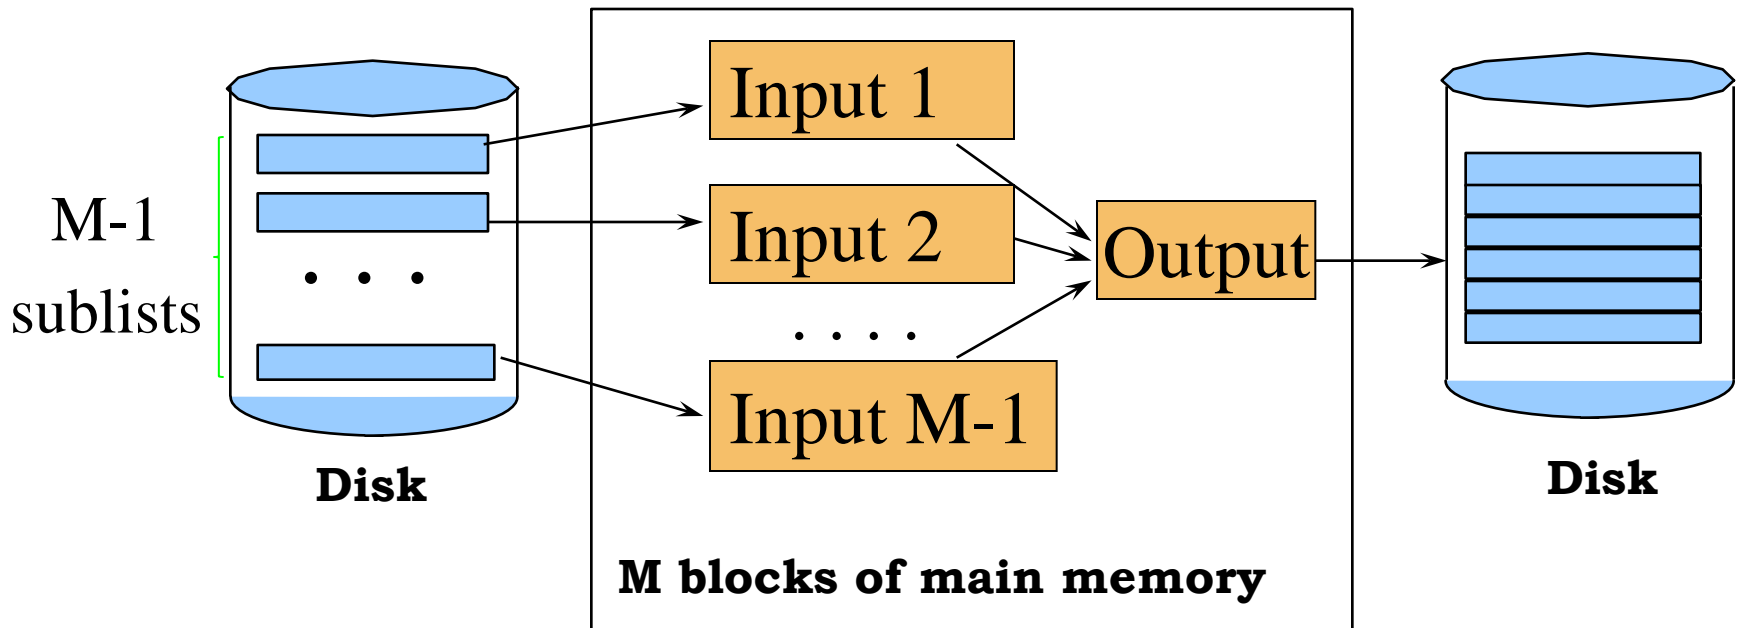 M-1
sublists
. . .
Disk
Input 1
Input 2
. . . .
Input M-1
Output
M blocks of main memory
Disk